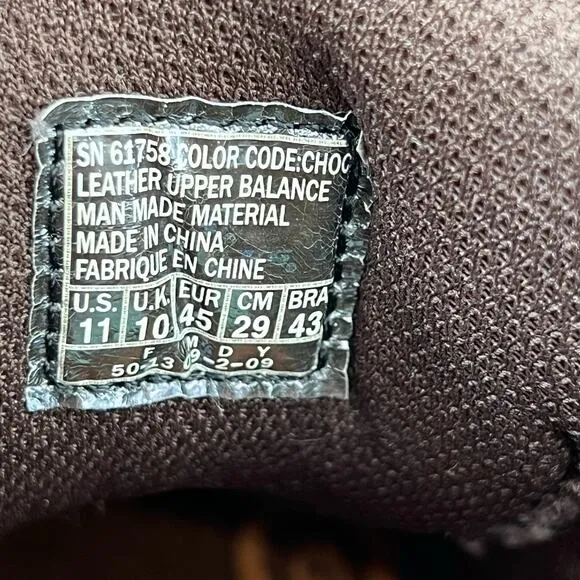 SN 61758 COLOR CODE:CHOC
LEATHER UPPER BALANCE
MAN MADE MATERIAL
MADE IN CHINA
FABRIQUE EN CHINE
U.S. U.K. EUR CM BRA
11 10 45 29 43
F M D Y